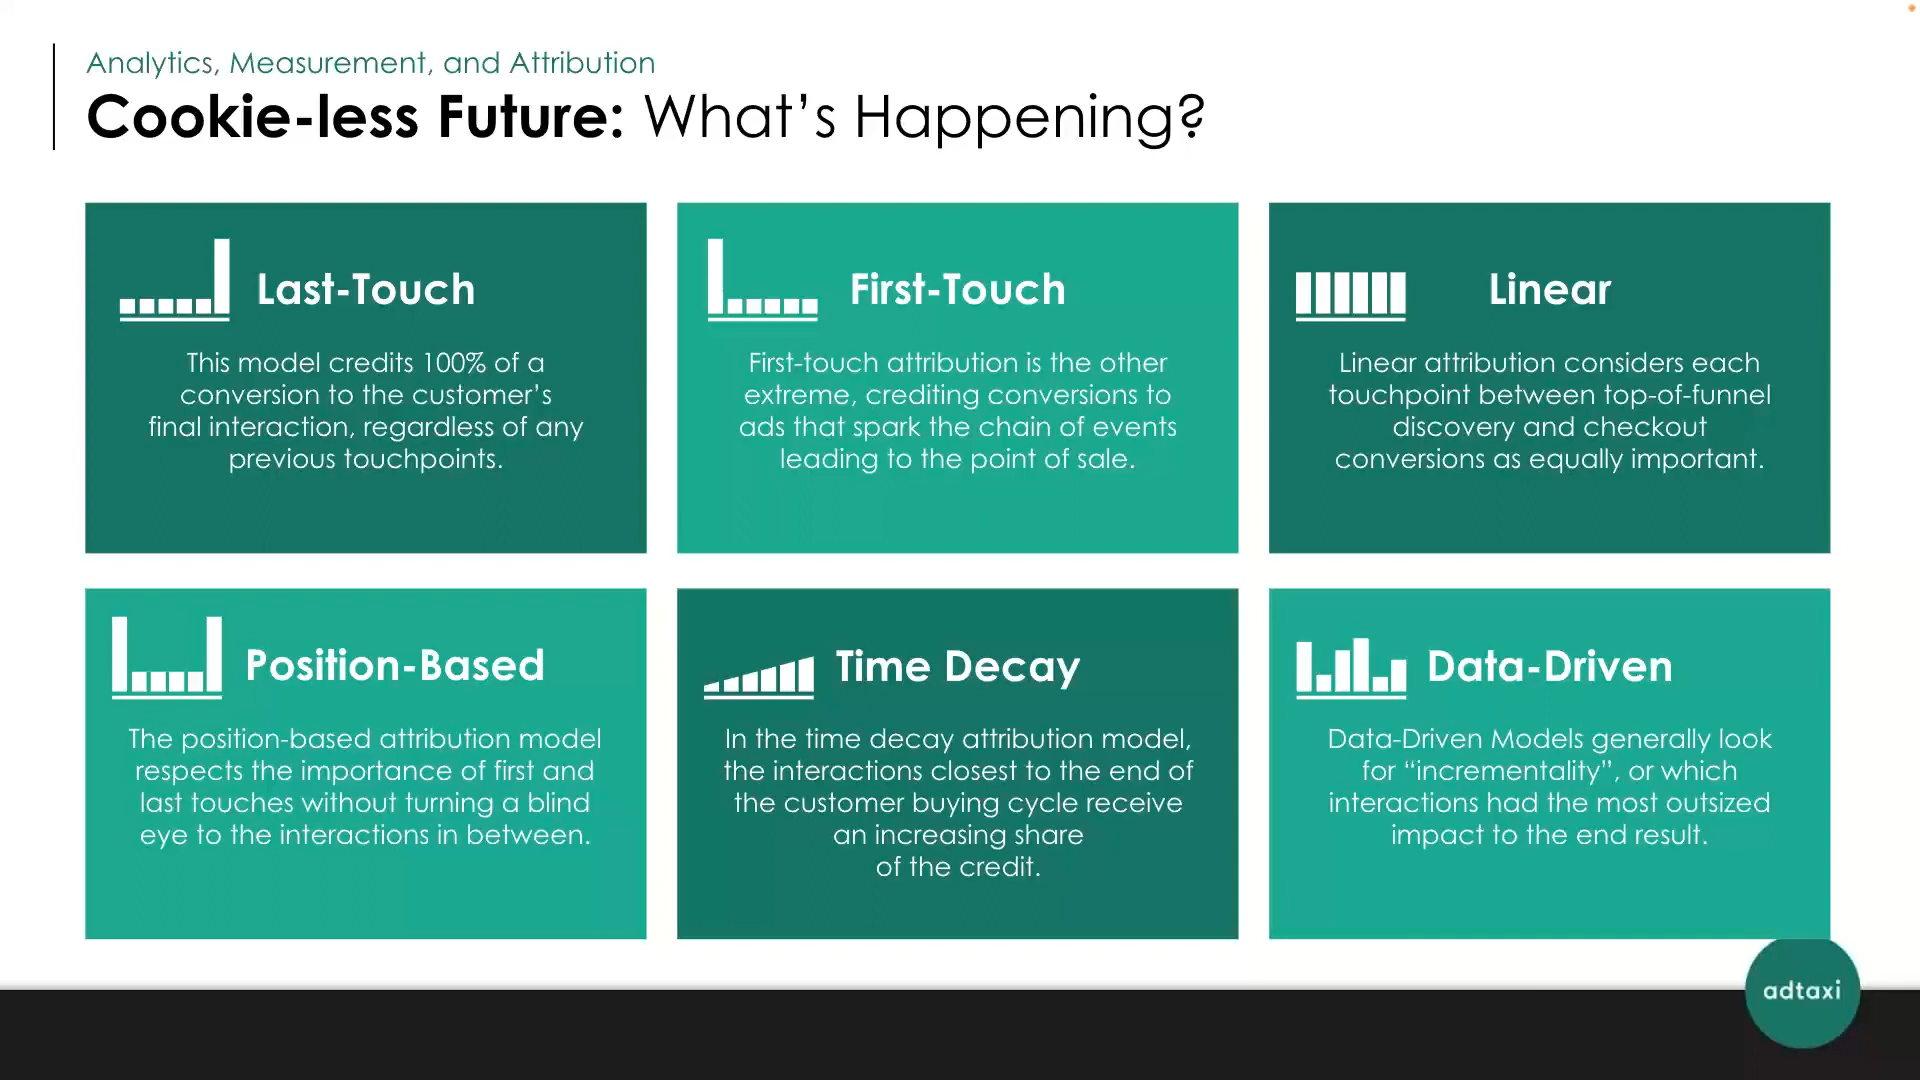 Analytics, Measurement, and Attribution
Cookie-less Future: What’s Happening?
Last-Touch
This model credits 100% of a
conversion to the customer’s
final interaction, regardless of any
previous touchpoints.
First-Touch
First-touch attribution is the other
extreme, crediting conversions to
ads that spark the chain of events
leading to the point of sale.
Linear
Linear attribution considers each
touchpoint between top-of-funnel
discovery and checkout
conversions as equally important.
Position-Based
The position-based attribution model
respects the importance of first and
last touches without turning a blind
eye to the interactions in between.
Time Decay
In the time decay attribution model,
the interactions closest to the end of
the customer buying cycle receive
an increasing share
of the credit.
Data-Driven
Data-Driven Models generally look
for “incrementality”, or which
interactions had the most outsized
impact to the end result.
adtaxi